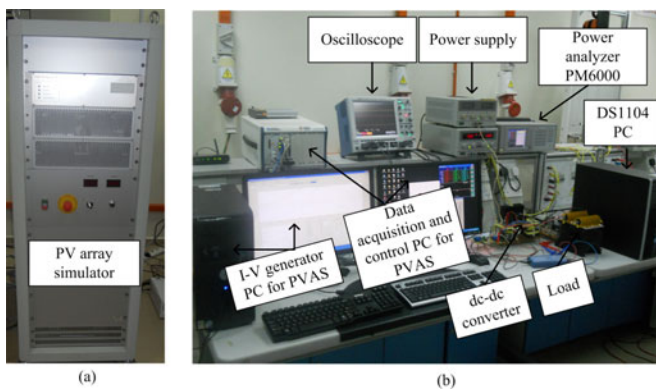 PV array
simulator
(a)
Oscilloscope
Power supply
Power
analyzer
PM6000
DS1104
PC
I-V generator
PC for PVAS
Data
acquisition and
control PC for
PVAS
dc-dc
converter
Load
(b)